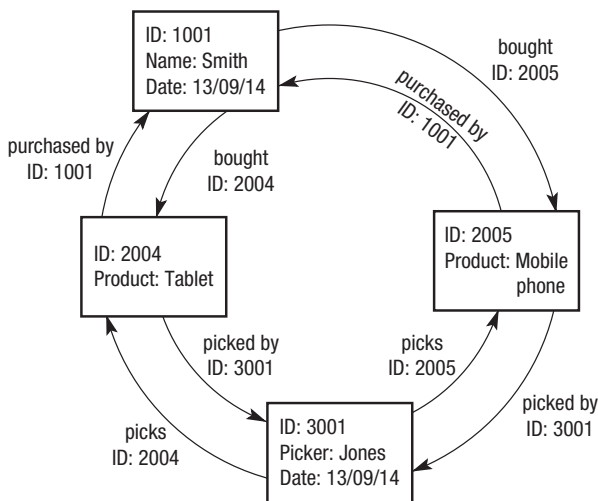 ID: 1001
Name: Smith
Date: 13/09/14
bought
ID: 2005
purchased by
ID: 1001
purchased by
ID: 1001
bought
ID: 2004
ID: 2004
Product: Tablet
ID: 2005
Product: Mobile
phone
picked by
ID: 3001
picks
ID: 2005
picks
ID: 2004
ID: 3001
Picker: Jones
Date: 13/09/14
picked by
ID: 3001